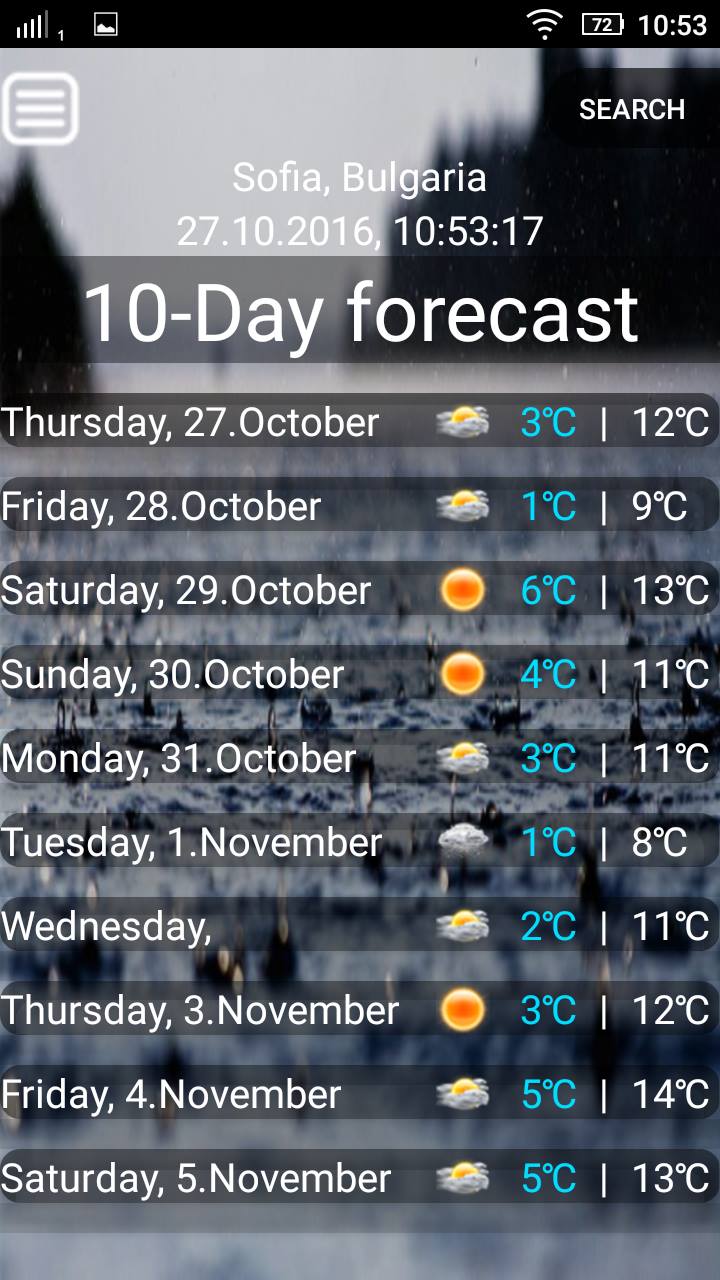 1 72 10:53
SEARCH
Sofia, Bulgaria
27.10.2016, 10:53:17
10-Day forecast
Thursday, 27.October 3℃ | 12℃
Friday, 28.October 1℃ | 9℃
Saturday, 29.October 6℃ | 13℃
Sunday, 30.October 4℃ | 11℃
Monday, 31.October 3℃ | 11℃
Tuesday, 1.November 1℃ | 8℃
Wednesday, 2℃ | 11℃
Thursday, 3.November 3℃ | 12℃
Friday, 4.November 5℃ | 14℃
Saturday, 5.November 5℃ | 13℃